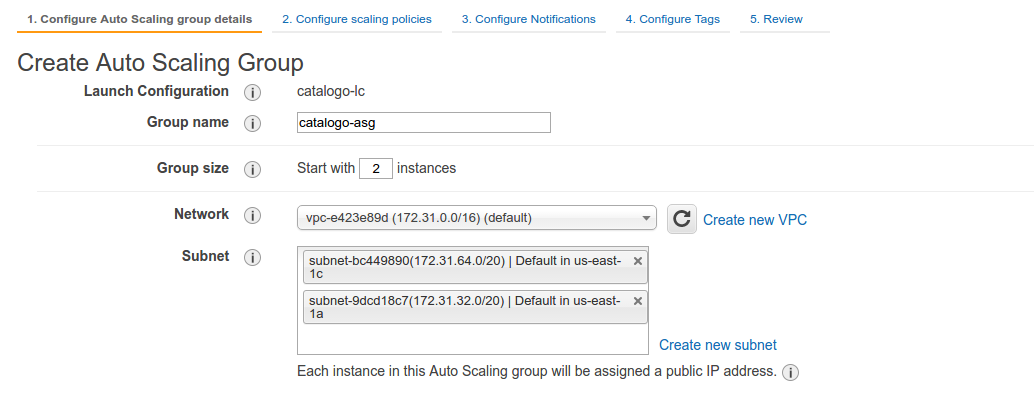 1. Configure Auto Scaling group details 2. Configure scaling policies 3. Configure Notifications 4. Configure Tags 5. Review
Create Auto Scaling Group
Launch Configuration i catalogo-lc
Group name i catalogo-asg
Group size i Start with 2 instances
Network i vpc-e423e89d (172.31.0.0/16) (default) Create new VPC
Subnet i subnet-bc449890(172.31.64.0/20) | Default in us-east- ×
1c
subnet-9dcd18c7(172.31.32.0/20) | Default in us-east- ×
1a
Create new subnet
Each instance in this Auto Scaling group will be assigned a public IP address. i